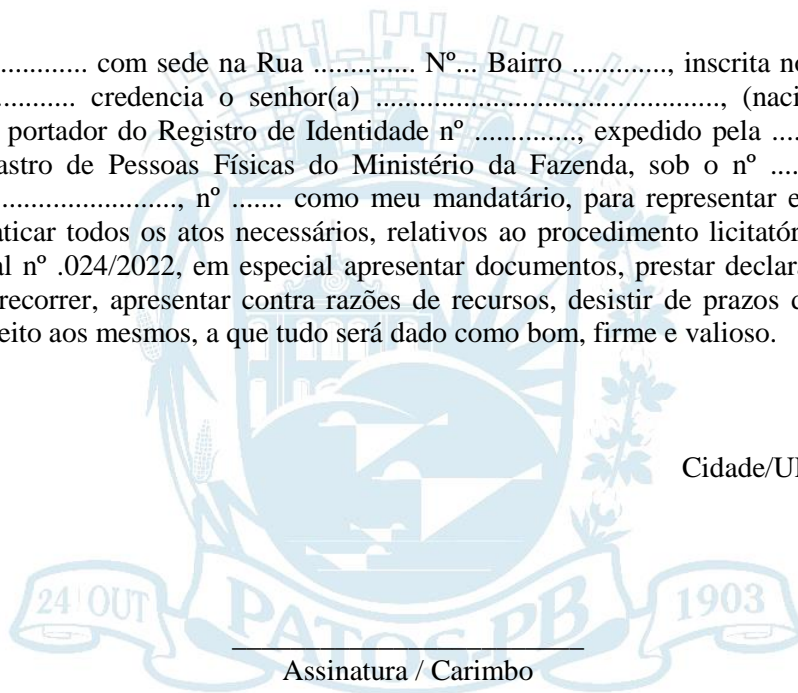 ............. com sede na Rua ............. Nº... Bairro ............, inscrita no
............ credencia o senhor(a) ........................................, (naci
portador do Registro de Identidade nº ............, expedido pela .....
astro de Pessoas Físicas do Ministério da Fazenda, sob o nº .....
........................, nº ....... como meu mandatário, para representar e
aticar todos os atos necessários, relativos ao procedimento licitatór
al nº .024/2022, em especial apresentar documentos, prestar declara
recorrer, apresentar contra razões de recursos, desistir de prazos d
eito aos mesmos, a que tudo será dado como bom, firme e valioso.
Cidade/U
24 OUT
PATOS-PB
1903
Assinatura / Carimbo